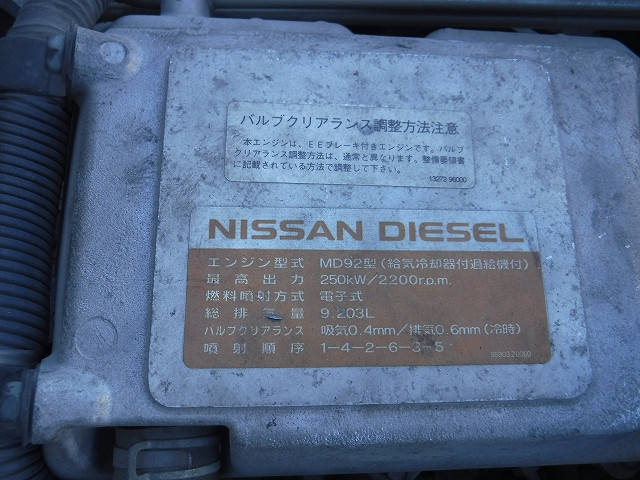 バルブクリアランス調整方法注意
本エンジンは、EEブレーキ付きエンジンです。バルブ
クリアランス調整方法は、通常と異なります。整備要領書
に記載されている方法で調整して下さい。
13272 96000
NISSAN DIESEL
エンジン型式 MD92型(給気冷却器付過給機付)
最高出力 250kW/2200r.p.m.
燃料噴射方式 電子式
総排気量 9.203L
バルブクリアランス 吸気0.4mm/排気0.6mm(冷時)
噴射順序 1-4-2-6-3-5